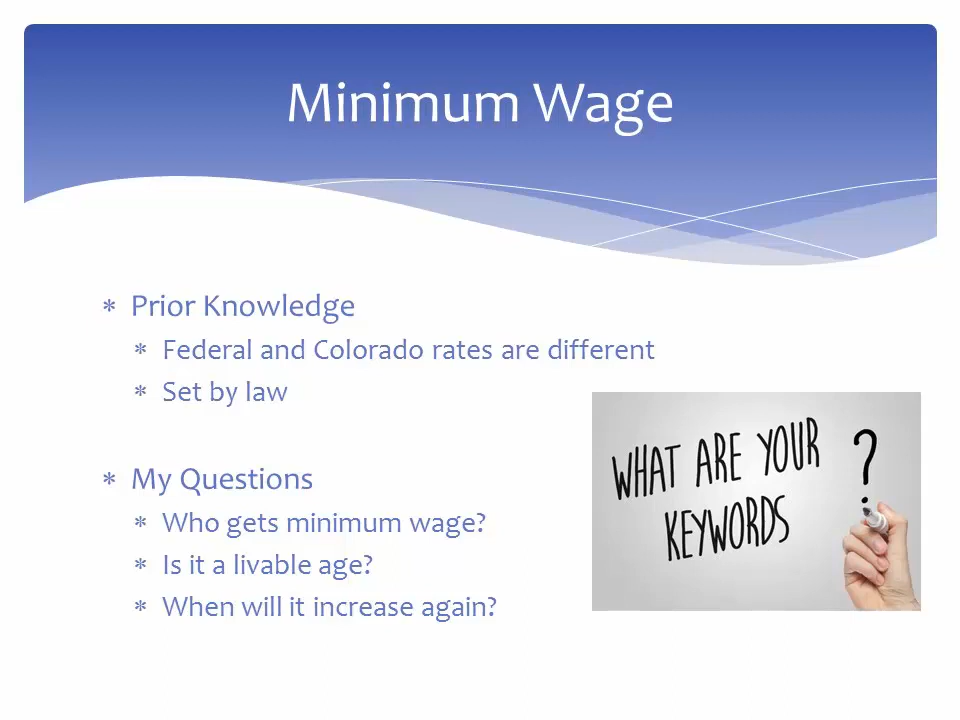 Minimum Wage
* Prior Knowledge
* Federal and Colorado rates are different
* Set by law
* My Questions
* Who gets minimum wage?
* Is it a livable age?
* When will it increase again?
WHAT ARE YOUR
KEYWORDS ?